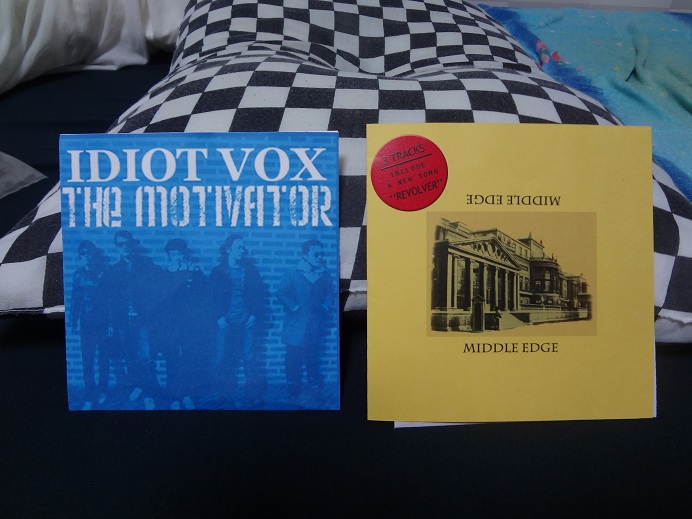 IDIOT VOX
THE MOTIVATOR
3 TRACKS
INCLUDE
A NEW SONG
"REVOLVER"
MIDDLE EDGE
MIDDLE EDGE